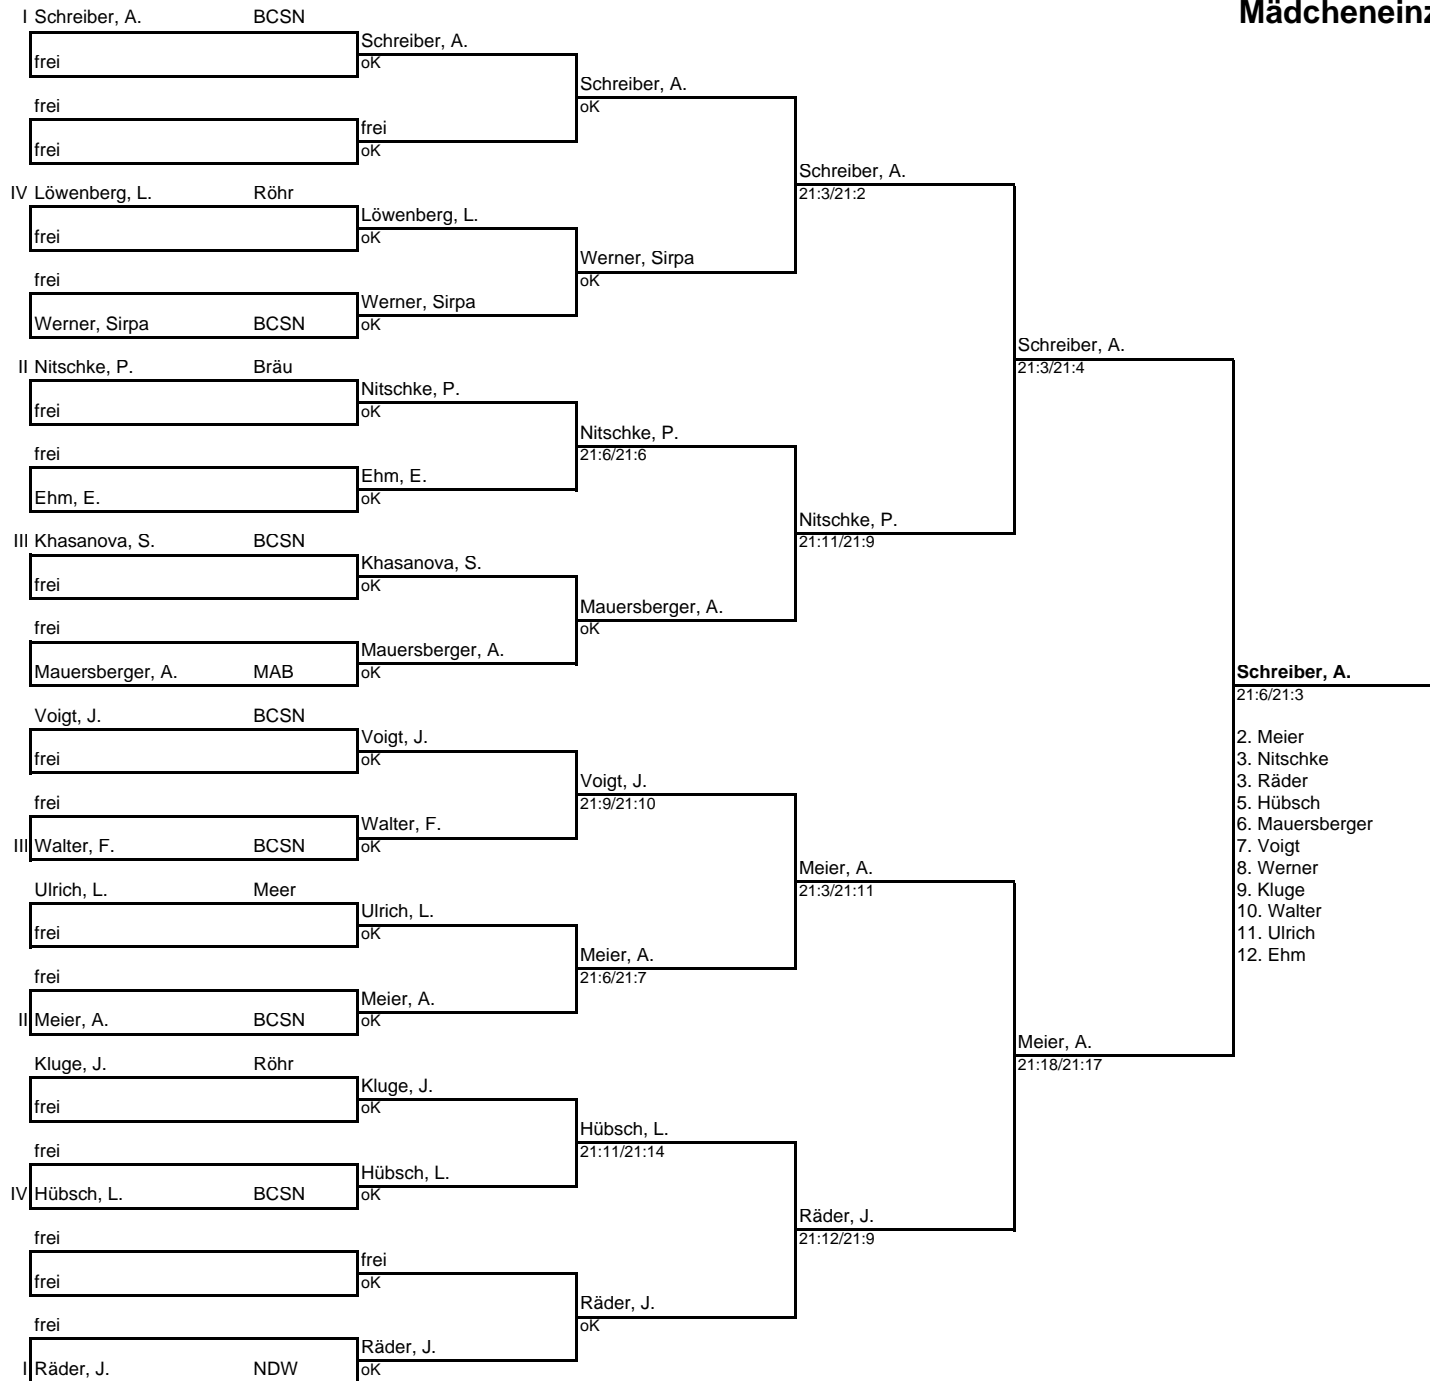 Mädcheneinz
I Schreiber, A. BCSN
Schreiber, A.
frei oK
Schreiber, A.
frei oK
frei
frei oK
Schreiber, A.
IV Löwenberg, L. Röhr 21:3/21:2
Löwenberg, L.
frei oK
Werner, Sirpa
frei oK
Werner, Sirpa
Werner, Sirpa BCSN oK
Schreiber, A.
II Nitschke, P. Bräu 21:3/21:4
Nitschke, P.
frei oK
Nitschke, P.
frei 21:6/21:6
Ehm, E.
Ehm, E. oK
Nitschke, P.
III Khasanova, S. BCSN 21:11/21:9
Khasanova, S.
frei oK
Mauersberger, A.
frei oK
Mauersberger, A.
Mauersberger, A. MAB oK
Schreiber, A.
21:6/21:3
Voigt, J. BCSN
Voigt, J. 2. Meier
frei oK 3. Nitschke
Voigt, J. 3. Räder
frei 21:9/21:10 5. Hübsch
Walter, F. 6. Mauersberger
III Walter, F. BCSN oK 7. Voigt
Meier, A. 8. Werner
Ulrich, L. Meer 21:3/21:11 9. Kluge
Ulrich, L. 10. Walter
frei oK 11. Ulrich
Meier, A. 12. Ehm
frei 21:6/21:7
Meier, A.
II Meier, A. BCSN oK
Meier, A.
Kluge, J. Röhr 21:18/21:17
Kluge, J.
frei oK
Hübsch, L.
frei 21:11/21:14
Hübsch, L.
IV Hübsch, L. BCSN oK
Räder, J.
frei 21:12/21:9
frei
frei oK
Räder, J.
frei oK
Räder, J.
I Räder, J. NDW oK